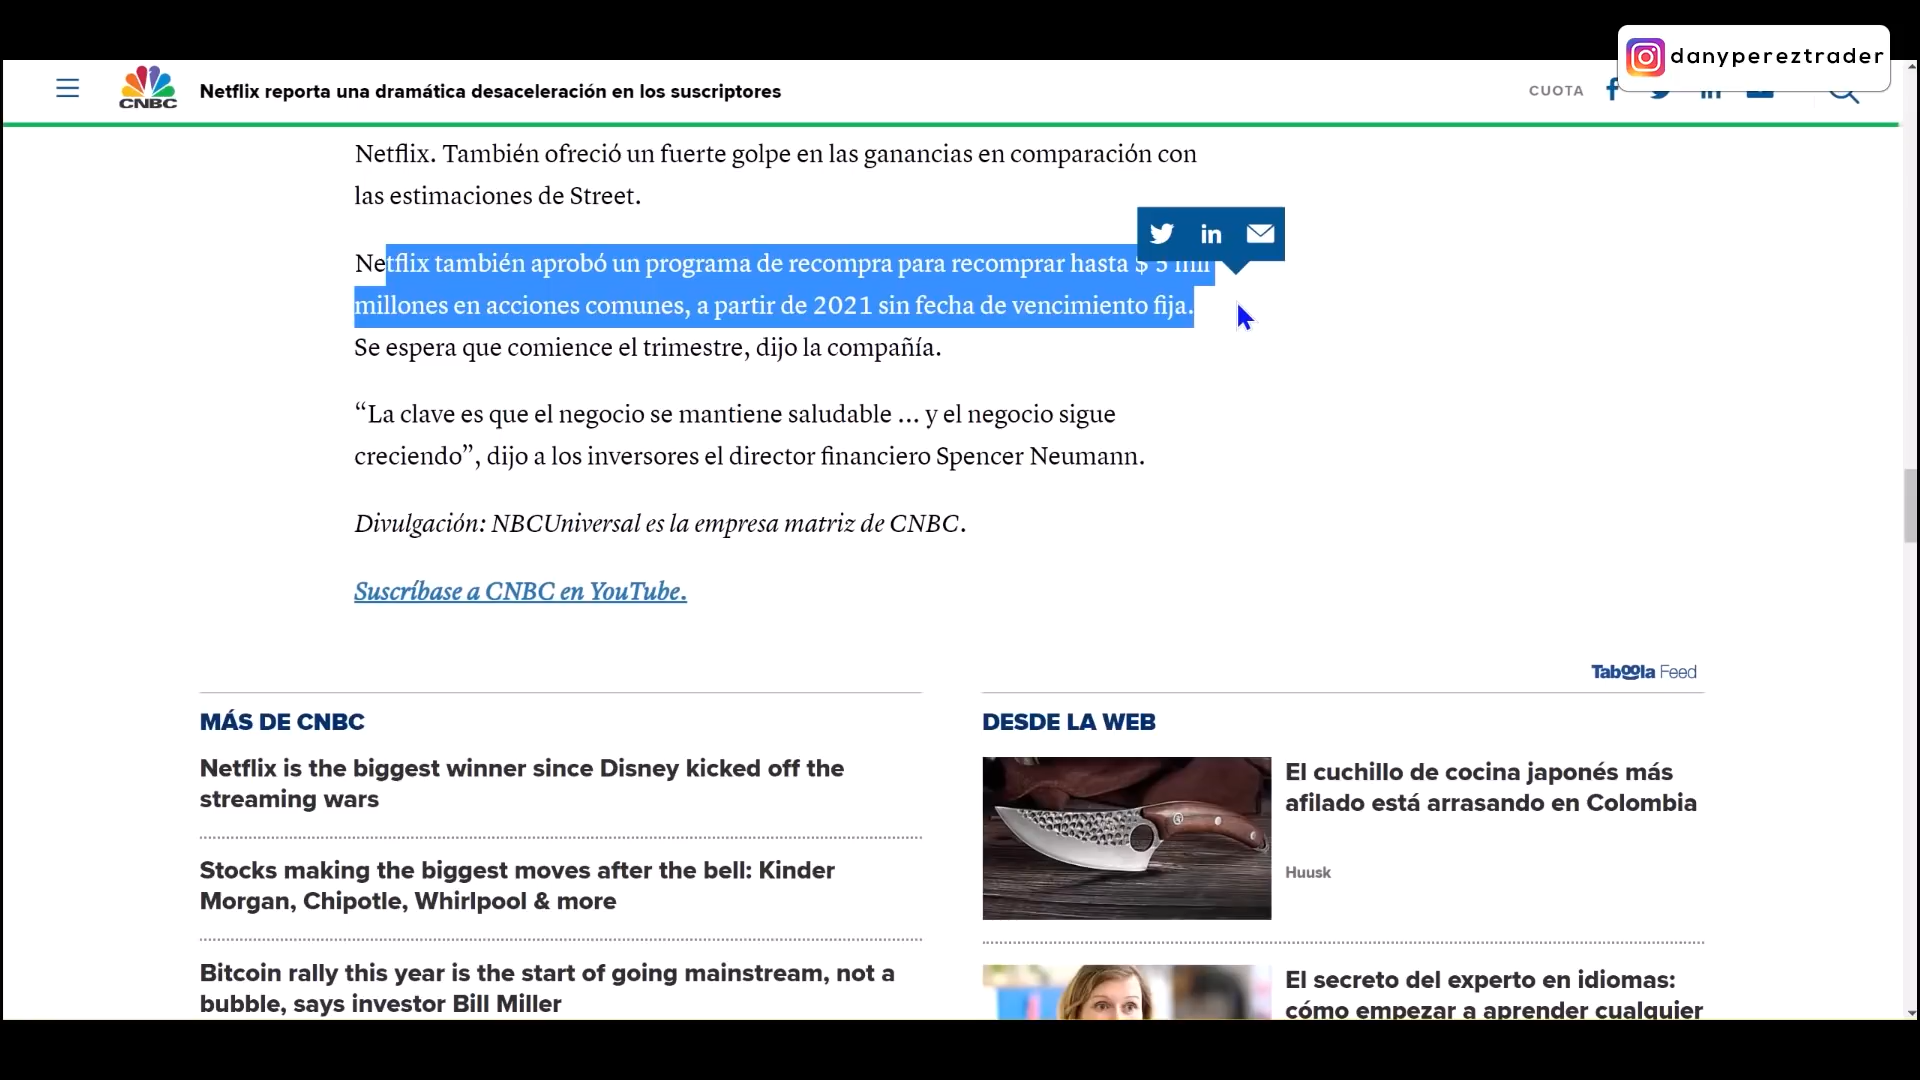 danypereztrader
CNBC
Netflix reporta una dramática desaceleración en los suscriptores
CUOTA
Netflix. También ofreció un fuerte golpe en las ganancias en comparación con
las estimaciones de Street.
Netflix también aprobó un programa de recompra para recomprar hasta $ 5 mil
millones en acciones comunes, a partir de 2021 sin fecha de vencimiento fija.
Se espera que comience el trimestre, dijo la compañía.
“La clave es que el negocio se mantiene saludable ... y el negocio sigue
creciendo”, dijo a los inversores el director financiero Spencer Neumann.
Divulgación: NBCUniversal es la empresa matriz de CNBC.
Suscríbase a CNBC en YouTube.
Taboola Feed
MÁS DE CNBC
Netflix is the biggest winner since Disney kicked off the
streaming wars
Stocks making the biggest moves after the bell: Kinder
Morgan, Chipotle, Whirlpool & more
Bitcoin rally this year is the start of going mainstream, not a
bubble, says investor Bill Miller
DESDE LA WEB
El cuchillo de cocina japonés más
afilado está arrasando en Colombia
Huusk
El secreto del experto en idiomas:
cómo empezar a aprender cualquier